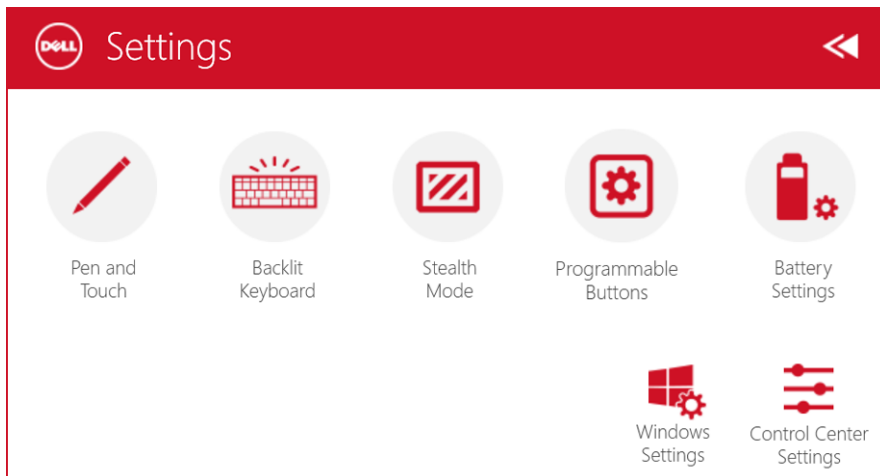 DELL Settings
Pen and
Touch
Backlit
Keyboard
Stealth
Mode
Programmable
Buttons
Battery
Settings
Windows
Settings
Control Center
Settings